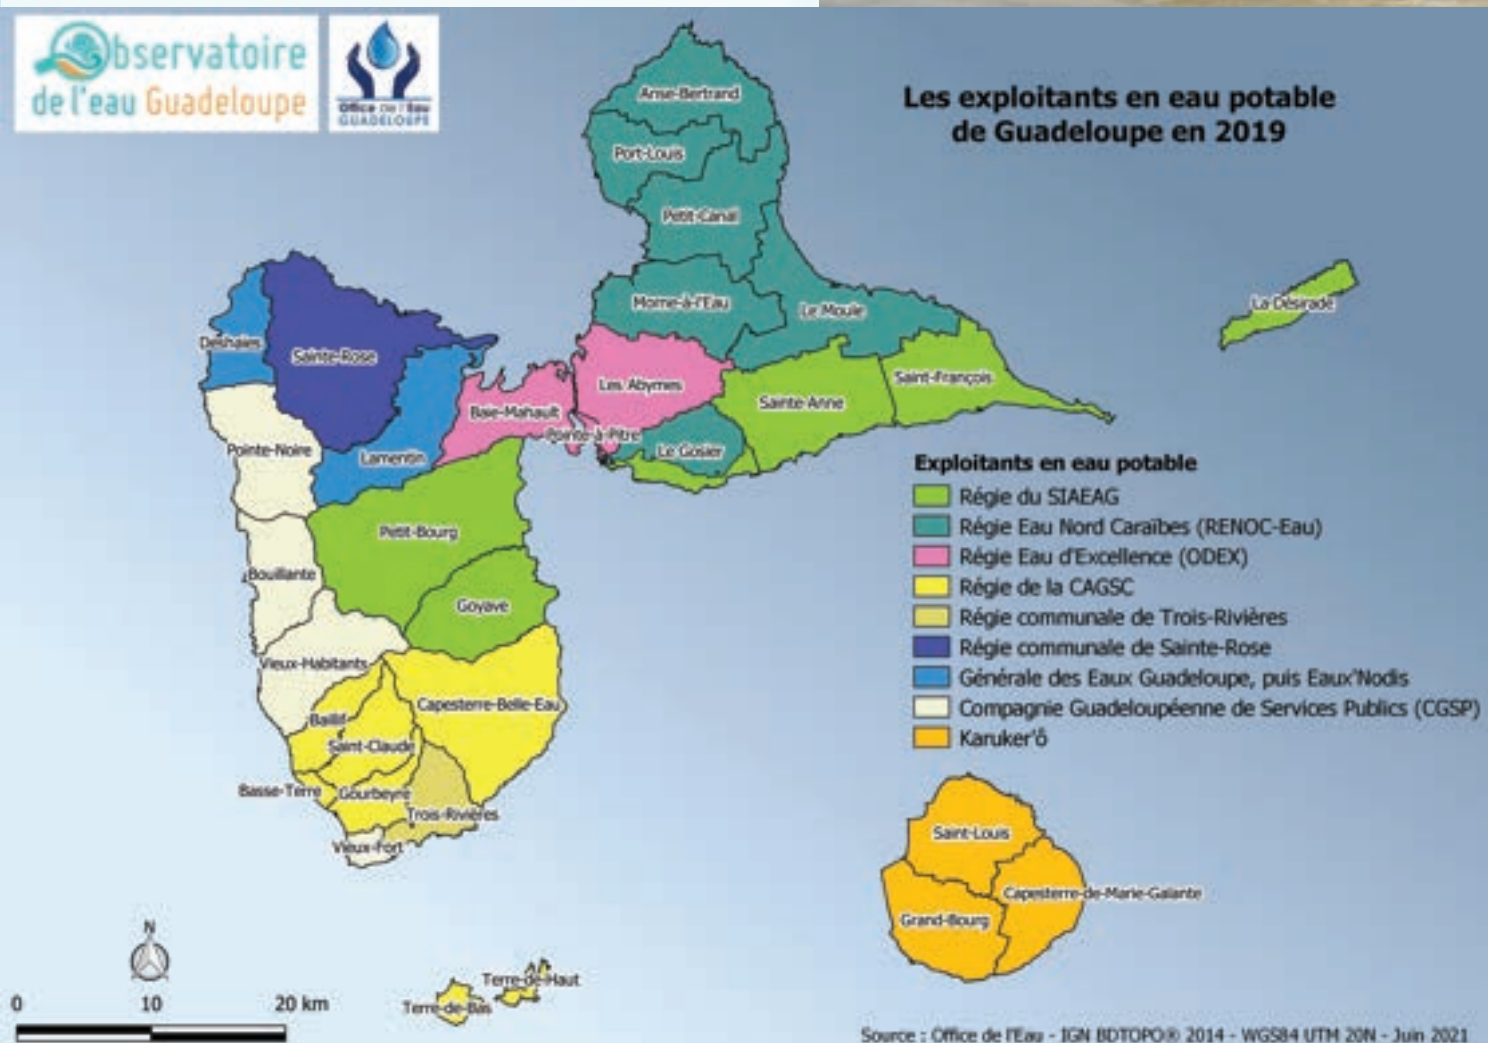 Observatoire
de l'eau Guadeloupe
Office de l'Eau
GUADELOUPE
Les exploitants en eau potable
de Guadeloupe en 2019
Anse-Bertrand
Port-Louis
Petit-Canal
Morne-à-l'Eau
Le Moule
La Désirade
Deshaies
Sainte-Rose
Les Abymes
Saint-François
Sainte-Anne
Baie-Mahault
Pointe-à-Pitre
Le Gosier
Pointe-Noire
Lamentin
Petit-Bourg
Bouillante
Goyave
Vieux-Habitants
Capesterre-Belle-Eau
Baillif
Saint-Claude
Basse-Terre
Gourbeyre
Trois-Rivières
Vieux-Fort
Exploitants en eau potable
Régie du SIAEAG
Régie Eau Nord Caraïbes (RENOC-Eau)
Régie Eau d'Excellence (ODEX)
Régie de la CAGSC
Régie communale de Trois-Rivières
Régie communale de Sainte-Rose
Générale des Eaux Guadeloupe, puis Eaux'Nodis
Compagnie Guadeloupéenne de Services Publics (CGSP)
Karuker'ô
Saint-Louis
Capesterre-de-Marie-Galante
Grand-Bourg
Terre-de-Haut
Terre-de-Bas
N
0 10 20 km
Source : Office de l'Eau - IGN BDTOPO® 2014 - WGS84 UTM 20N - Juin 2021